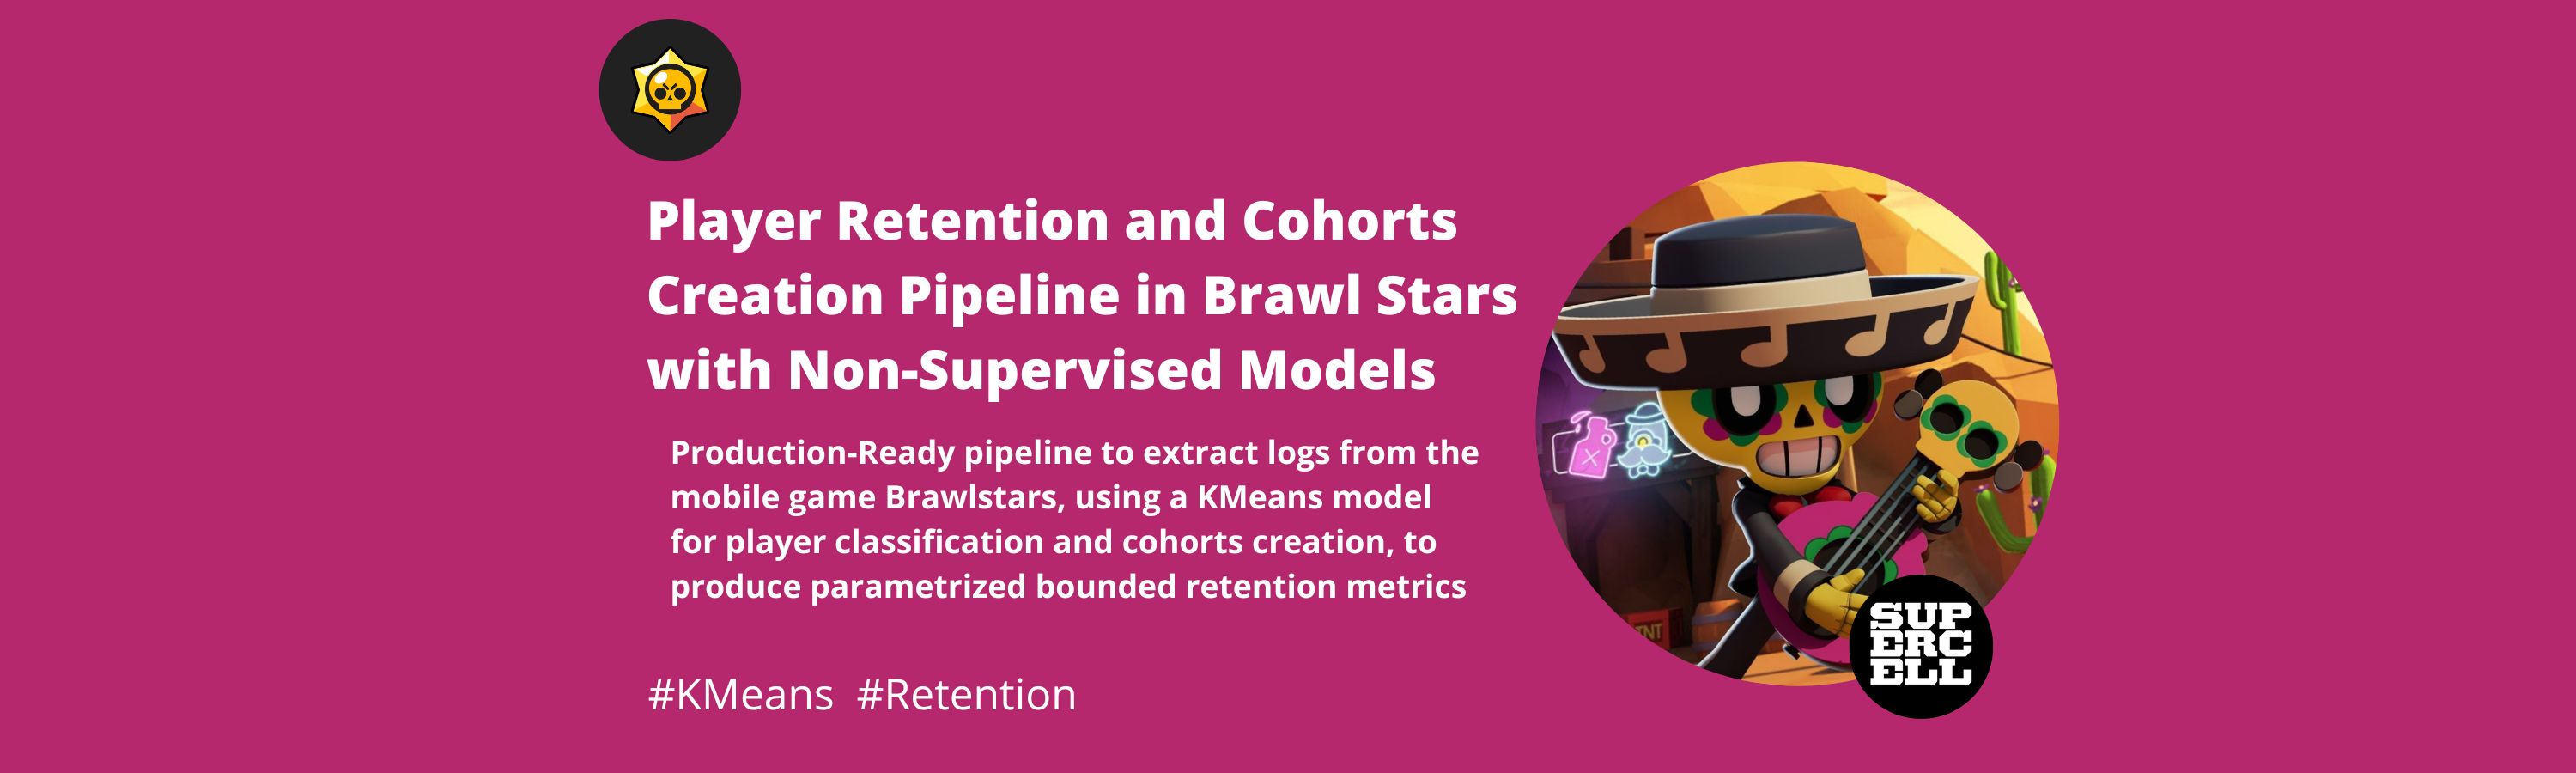 Player Retention and Cohorts
Creation Pipeline in Brawl Stars
with Non-Supervised Models
Production-Ready pipeline to extract logs from the
mobile game Brawlstars, using a KMeans model
for player classification and cohorts creation, to
produce parametrized bounded retention metrics
#KMeans #Retention
TNT
SUP
ERC
ELL